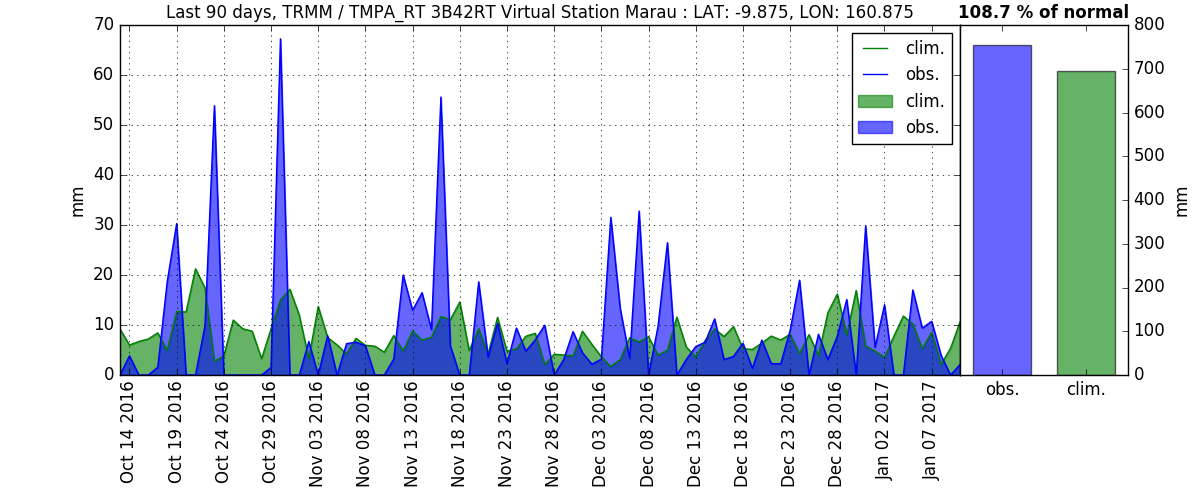 Last 90 days, TRMM / TMPA_RT 3B42RT Virtual Station Marau : LAT: -9.875, LON: 160.875
108.7 % of normal
70
60
50
40
30
20
10
0
mm
clim.
obs.
clim.
obs.
Oct 14 2016
Oct 19 2016
Oct 24 2016
Oct 29 2016
Nov 03 2016
Nov 08 2016
Nov 13 2016
Nov 18 2016
Nov 23 2016
Nov 28 2016
Dec 03 2016
Dec 08 2016
Dec 13 2016
Dec 18 2016
Dec 23 2016
Dec 28 2016
Jan 02 2017
Jan 07 2017
800
700
600
500
400
300
200
100
0
mm
obs.
clim.